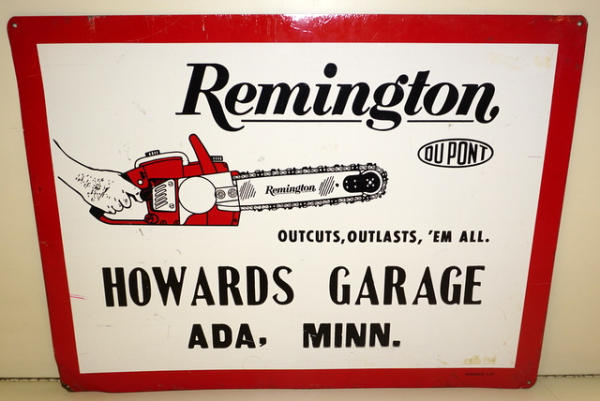 Remington
DU PONT
Remington
OUTCUTS, OUTLASTS, 'EM ALL.
HOWARDS GARAGE
ADA, MINN.